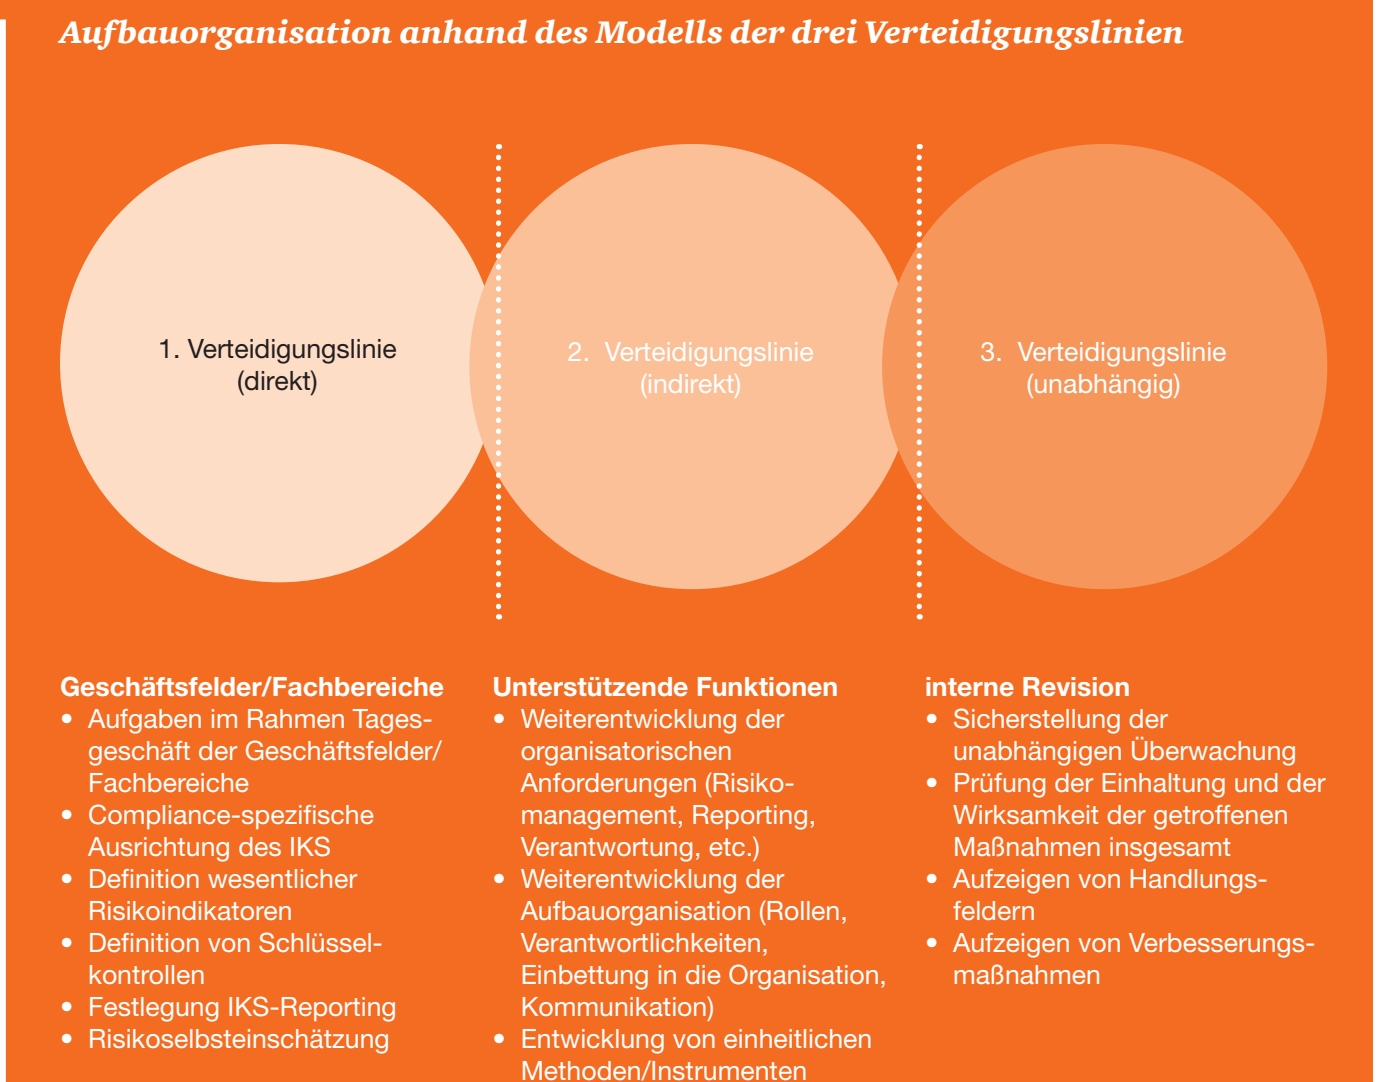 Aufbauorganisation anhand des Modells der drei Verteidigungslinien
1. Verteidigungslinie
(direkt)
2. Verteidigungslinie
(indirekt)
3. Verteidigungslinie
(unabhängig)
Geschäftsfelder/Fachbereiche
• Aufgaben im Rahmen Tages-
geschäft der Geschäftsfelder/
Fachbereiche
• Compliance-spezifische
Ausrichtung des IKS
• Definition wesentlicher
Risikoindikatoren
• Definition von Schlüssel-
kontrollen
• Festlegung IKS-Reporting
• Risikoselbsteinschätzung
Unterstützende Funktionen
• Weiterentwicklung der
organisatorischen
Anforderungen (Risiko-
management, Reporting,
Verantwortung, etc.)
• Weiterentwicklung der
Aufbauorganisation (Rollen,
Verantwortlichkeiten,
Einbettung in die Organisation,
Kommunikation)
• Entwicklung von einheitlichen
Methoden/Instrumenten
interne Revision
• Sicherstellung der
unabhängigen Überwachung
• Prüfung der Einhaltung und der
Wirksamkeit der getroffenen
Maßnahmen insgesamt
• Aufzeigen von Handlungs-
feldern
• Aufzeigen von Verbesserungs-
maßnahmen